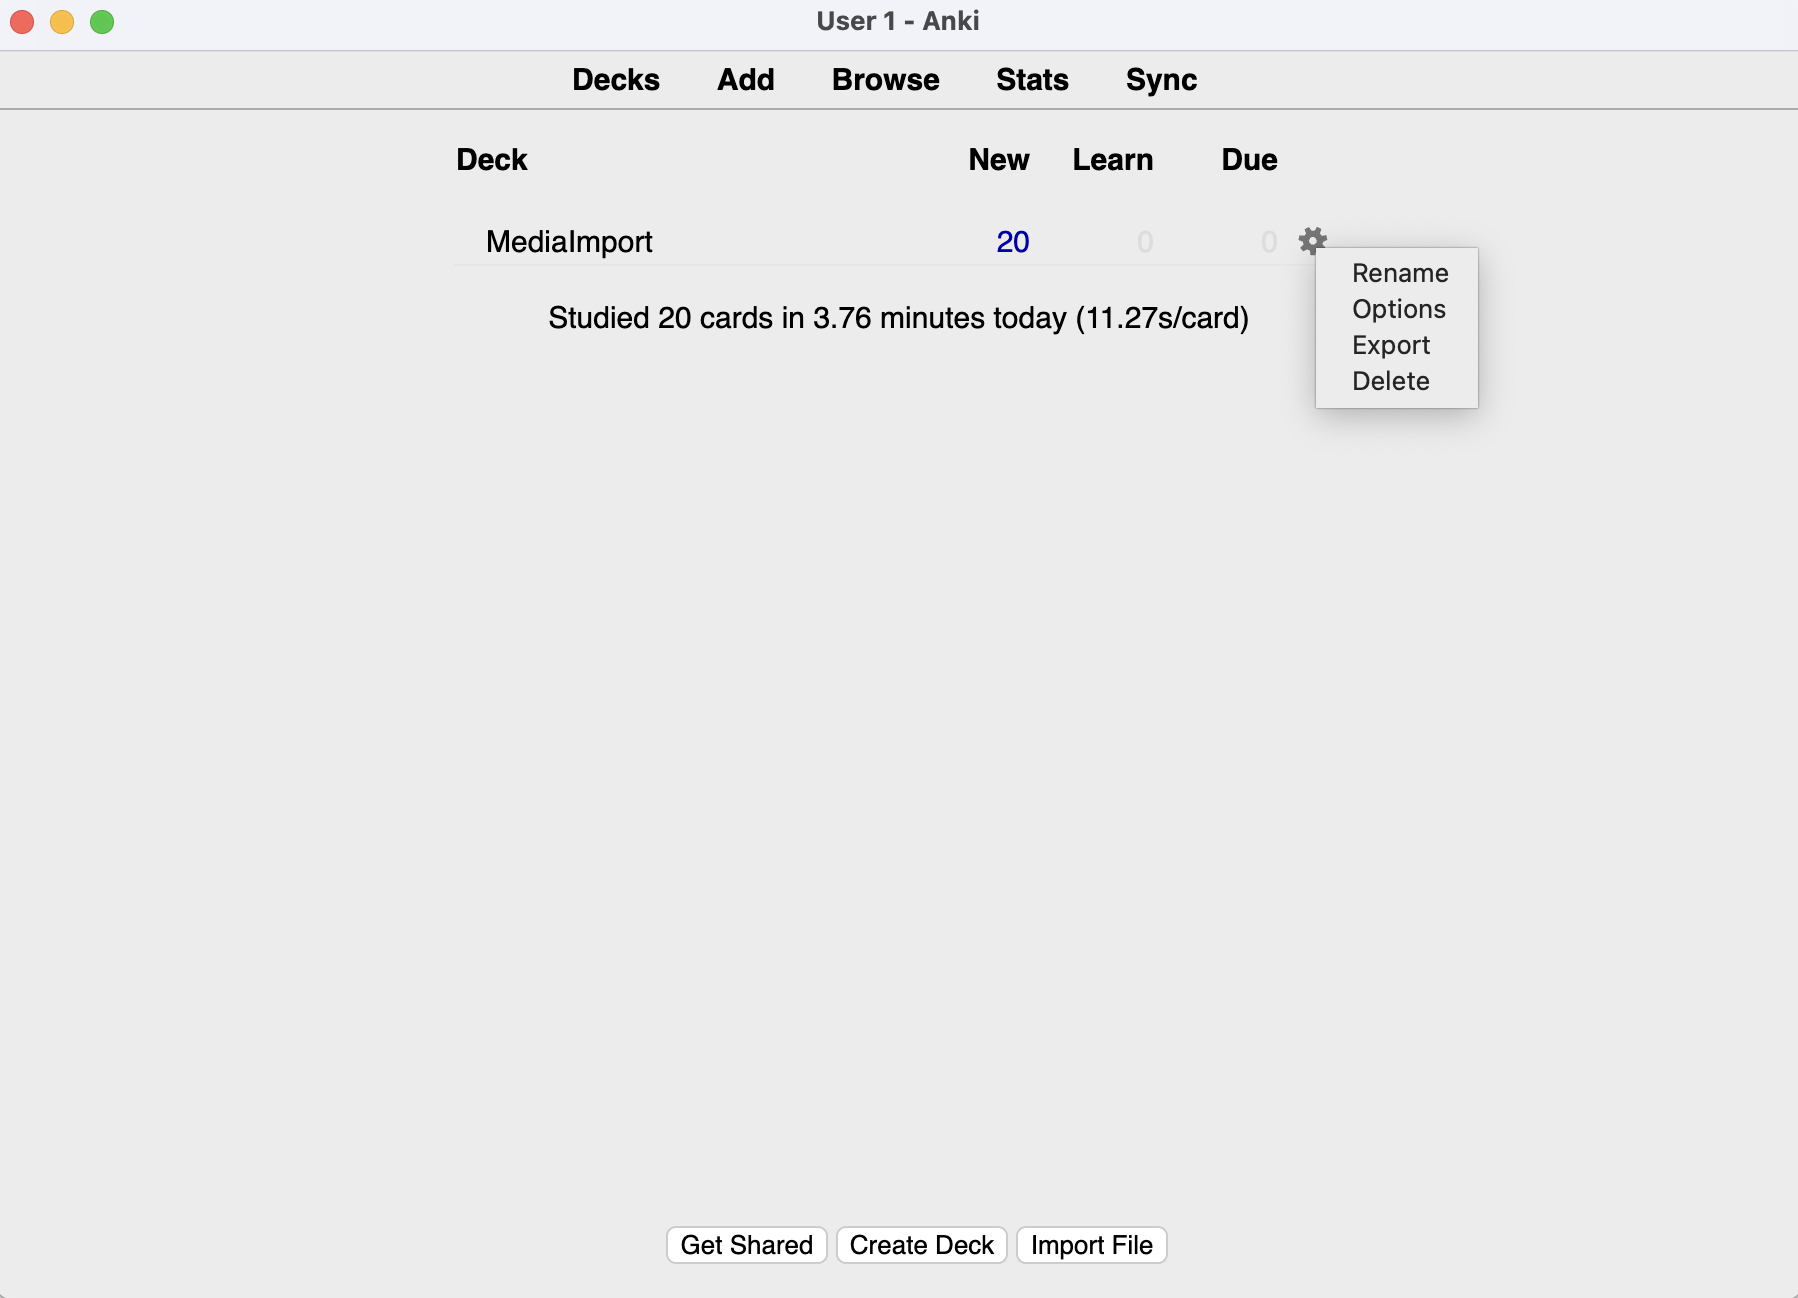 User 1 - Anki
Decks Add Browse Stats Sync
Deck New Learn Due
MediaImport 20 0 0
Rename
Options
Export
Delete
Studied 20 cards in 3.76 minutes today (11.27s/card)
Get Shared Create Deck Import File